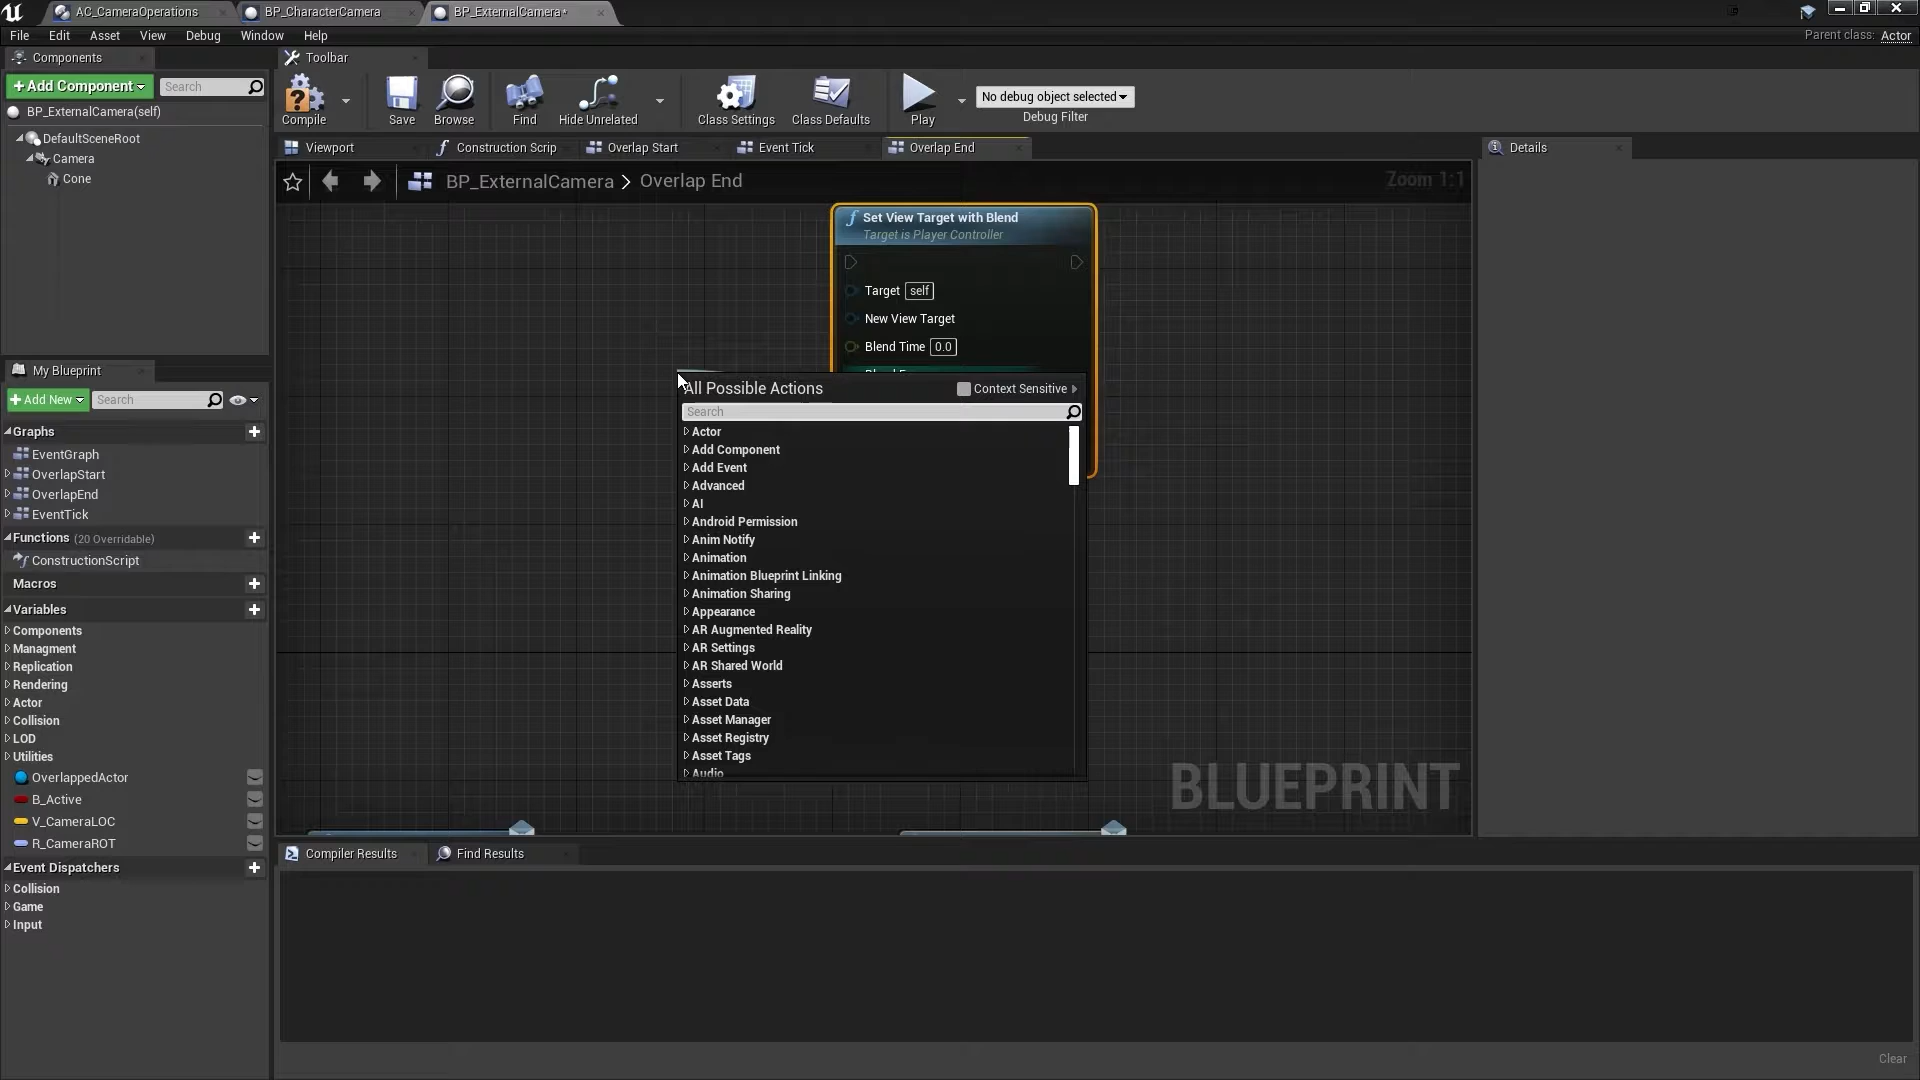 AC_CameraOperations
BP_CharacterCamera
BP_ExternalCamera*
File Edit Asset View Debug Window Help
Parent class: Actor
Components
Toolbar
+Add Component
Search
BP_ExternalCamera(self)
DefaultSceneRoot
Camera
Cone
Compile
Save
Browse
Find
Hide Unrelated
Class Settings
Class Defaults
Play
No debug object selected
Debug Filter
Viewport
Construction Scrip
Overlap Start
Event Tick
Overlap End
Details
BP_ExternalCamera > Overlap End
Zoom 1:1
Set View Target with Blend
Target is Player Controller
Target self
New View Target
Blend Time 0.0
All Possible Actions
Context Sensitive
Search
Actor
Add Component
Add Event
Advanced
AI
Android Permission
Anim Notify
Animation
Animation Blueprint Linking
Animation Sharing
Appearance
AR Augmented Reality
AR Settings
AR Shared World
Asserts
Asset Data
Asset Manager
Asset Registry
Asset Tags
Audio
BLUEPRINT
My Blueprint
+Add New
Search
Graphs
EventGraph
OverlapStart
OverlapEnd
EventTick
Functions (20 Overridable)
ConstructionScript
Macros
Variables
Components
Managment
Replication
Rendering
Actor
Collision
LOD
Utilities
OverlappedActor
B_Active
V_CameraLOC
R_CameraROT
Event Dispatchers
Collision
Game
Input
Compiler Results
Find Results
Clear